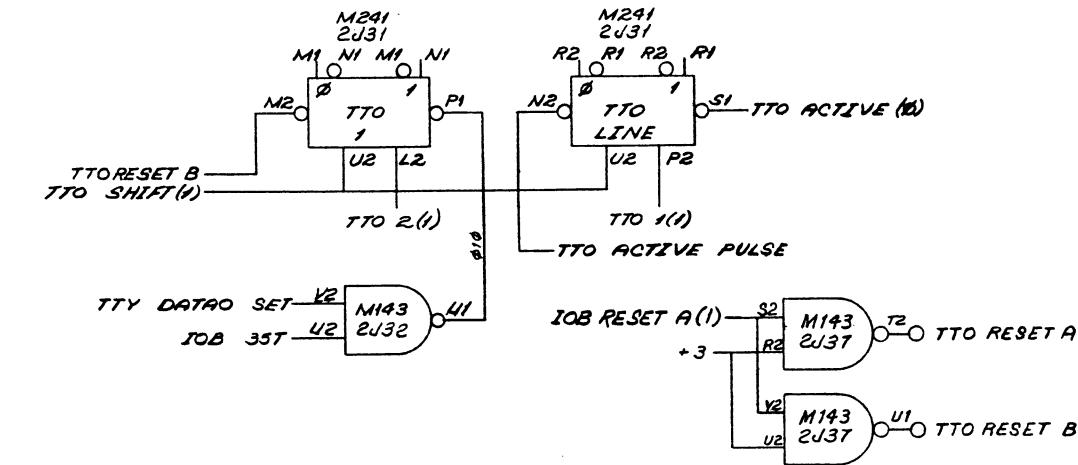 M241
2J31
M241
2J31
M1 N1 M1 N1
R2 R1 R2 R1
Ø 1
Ø 1
M2 TTO 1 P1
N2 TTO LINE S1 TTO ACTIVE (Ø)
U2 L2
U2 P2
TTO RESET B
TTO SHIFT(1)
TTO 2(1)
TTO 1(1)
Ø1Ø
TTO ACTIVE PULSE
TTY DATAO SET V2
IOB 35T U2
M143
2J32
U1
IOB RESET A(1) S2
+3 R2
M143
2J37
T2 TTO RESET A
V2
U2
M143
2J37
U1 TTO RESET B